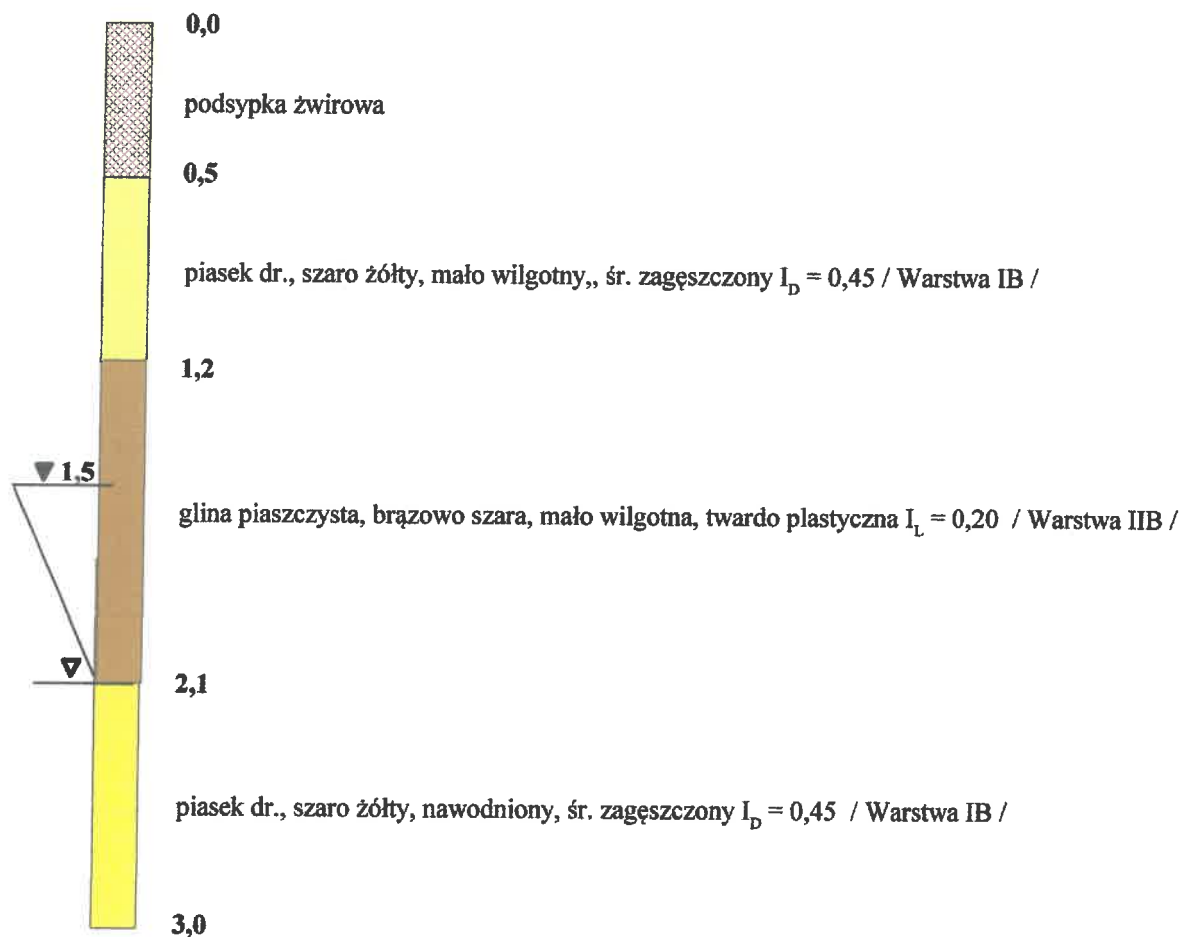 0,0
podsypka żwirowa
0,5
piasek dr., szaro żółty, mało wilgotny,, śr. zagęszczony I_D = 0,45 / Warstwa IB /
1,2
1,5
glina piaszczysta, brązowo szara, mało wilgotna, twardo plastyczna I_L = 0,20 / Warstwa IIB /
2,1
piasek dr., szaro żółty, nawodniony, śr. zagęszczony I_D = 0,45 / Warstwa IB /
3,0